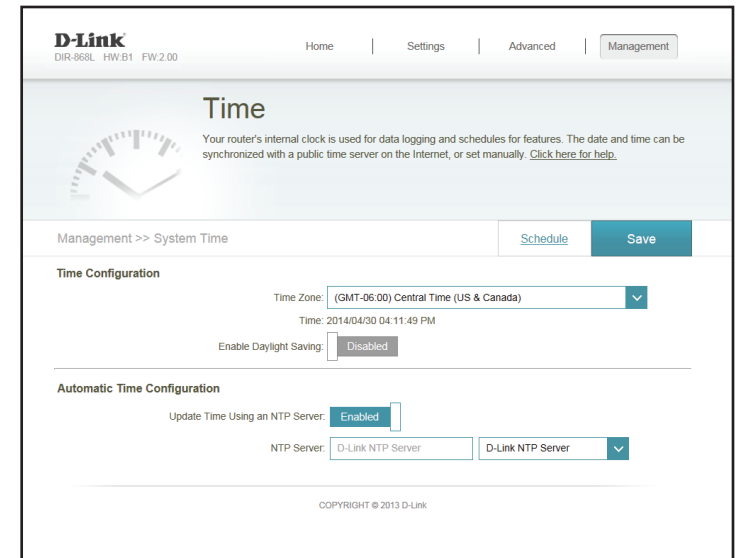 D-Link
DIR-868L HW:B1 FW:2.00
Home Settings Advanced Management
Time
Your router's internal clock is used for data logging and schedules for features. The date and time can be
synchronized with a public time server on the Internet, or set manually. Click here for help.
Management >> System Time
Schedule
Save
Time Configuration
Time Zone: (GMT-06:00) Central Time (US & Canada)
Time: 2014/04/30 04:11:49 PM
Enable Daylight Saving: Disabled
Automatic Time Configuration
Update Time Using an NTP Server: Enabled
NTP Server: D-Link NTP Server D-Link NTP Server
COPYRIGHT © 2013 D-Link